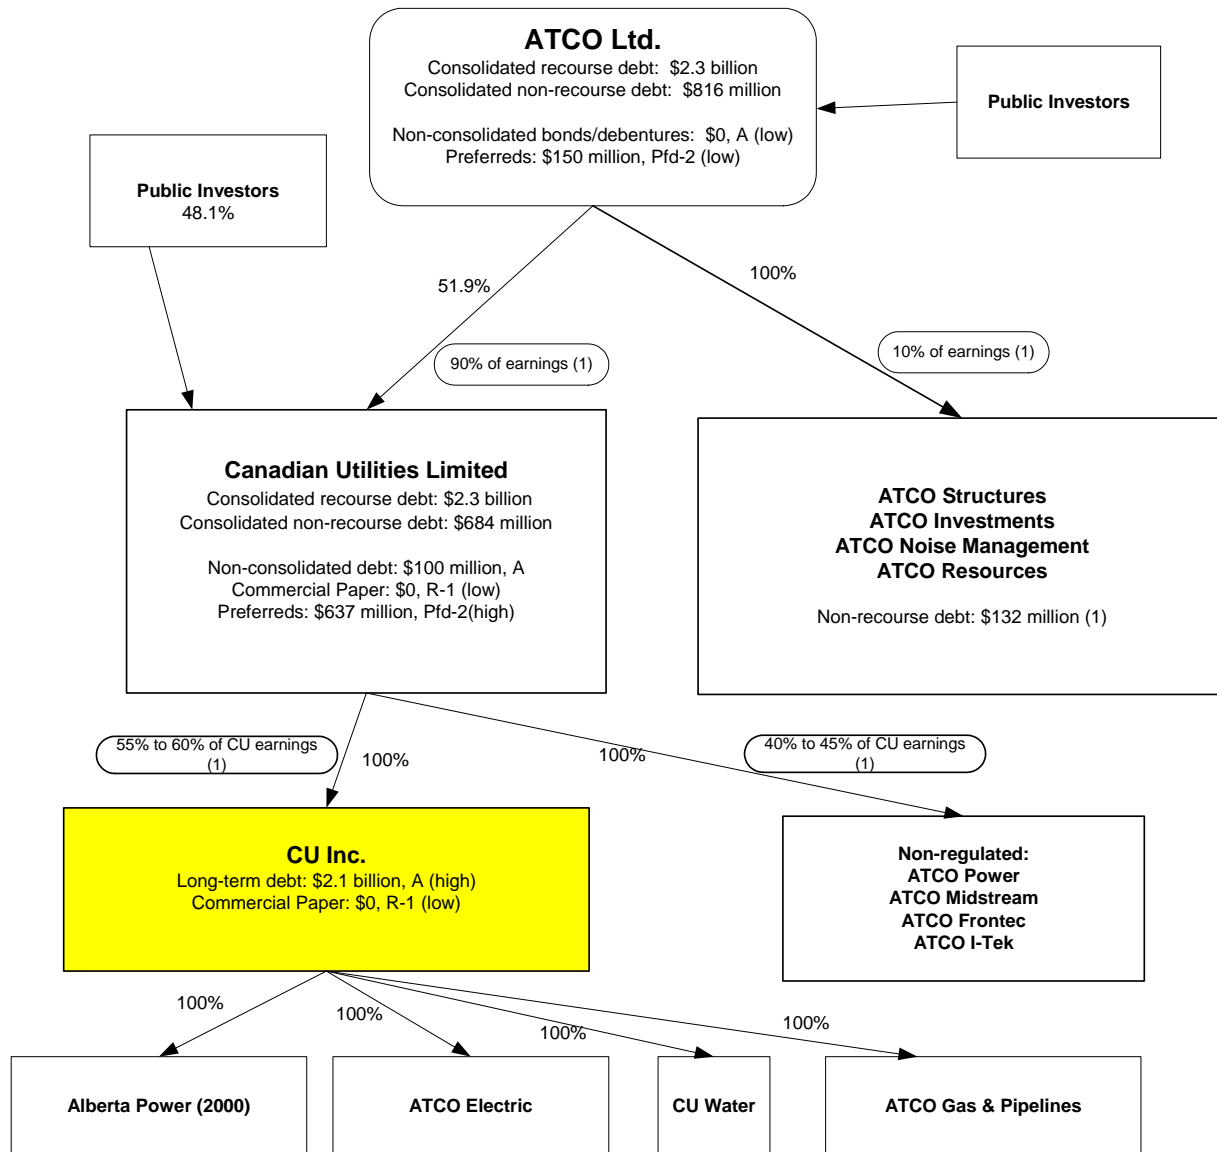 ATCO Ltd.
Consolidated recourse debt:  $2.3 billion
Consolidated non-recourse debt:  $816 million
Non-consolidated bonds/debentures:  $0, A (low)
Preferreds: $150 million, Pfd-2 (low)
Public Investors
Public Investors
48.1%
51.9%
100%
90% of earnings (1)
10% of earnings (1)
Canadian Utilities Limited
Consolidated recourse debt: $2.3 billion
Consolidated non-recourse debt: $684 million
Non-consolidated debt: $100 million, A
Commercial Paper: $0, R-1 (low)
Preferreds: $637 million, Pfd-2(high)
ATCO Structures
ATCO Investments
ATCO Noise Management
ATCO Resources
Non-recourse debt: $132 million (1)
55% to 60% of CU earnings
(1)
100%
100%
40% to 45% of CU earnings
(1)
CU Inc.
Long-term debt: $2.1 billion, A (high)
Commercial Paper: $0, R-1 (low)
Non-regulated:
ATCO Power
ATCO Midstream
ATCO Frontec
ATCO I-Tek
100%
100%
100%
100%
Alberta Power (2000)
ATCO Electric
CU Water
ATCO Gas & Pipelines